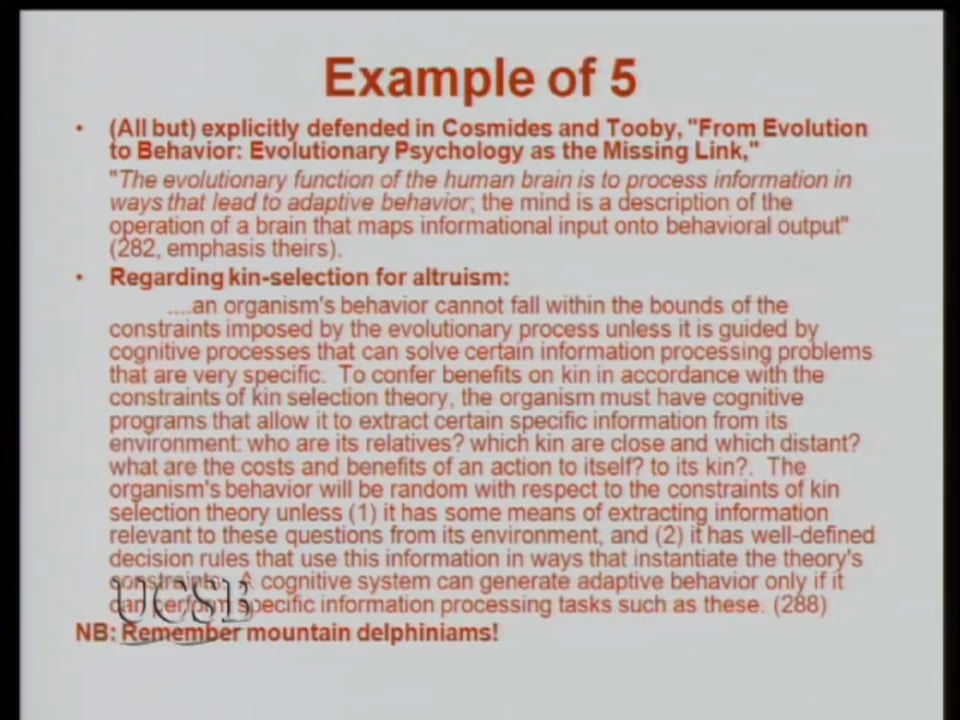 Example of 5
• (All but) explicitly defended in Cosmides and Tooby, "From Evolution
to Behavior: Evolutionary Psychology as the Missing Link,"
"The evolutionary function of the human brain is to process information in
ways that lead to adaptive behavior; the mind is a description of the
operation of a brain that maps informational input onto behavioral output"
(282, emphasis theirs).
• Regarding kin-selection for altruism:
....an organism's behavior cannot fall within the bounds of the
constraints imposed by the evolutionary process unless it is guided by
cognitive processes that can solve certain information processing problems
that are very specific. To confer benefits on kin in accordance with the
constraints of kin selection theory, the organism must have cognitive
programs that allow it to extract certain specific information from its
environment: who are its relatives? which kin are close and which distant?
what are the costs and benefits of an action to itself? to its kin?. The
organism's behavior will be random with respect to the constraints of kin
selection theory unless (1) it has some means of extracting information
relevant to these questions from its environment, and (2) it has well-defined
decision rules that use this information in ways that instantiate the theory's
constraints. A cognitive system can generate adaptive behavior only if it
can perform specific information processing tasks such as these. (288)
UCSB
NB: Remember mountain delphiniams!